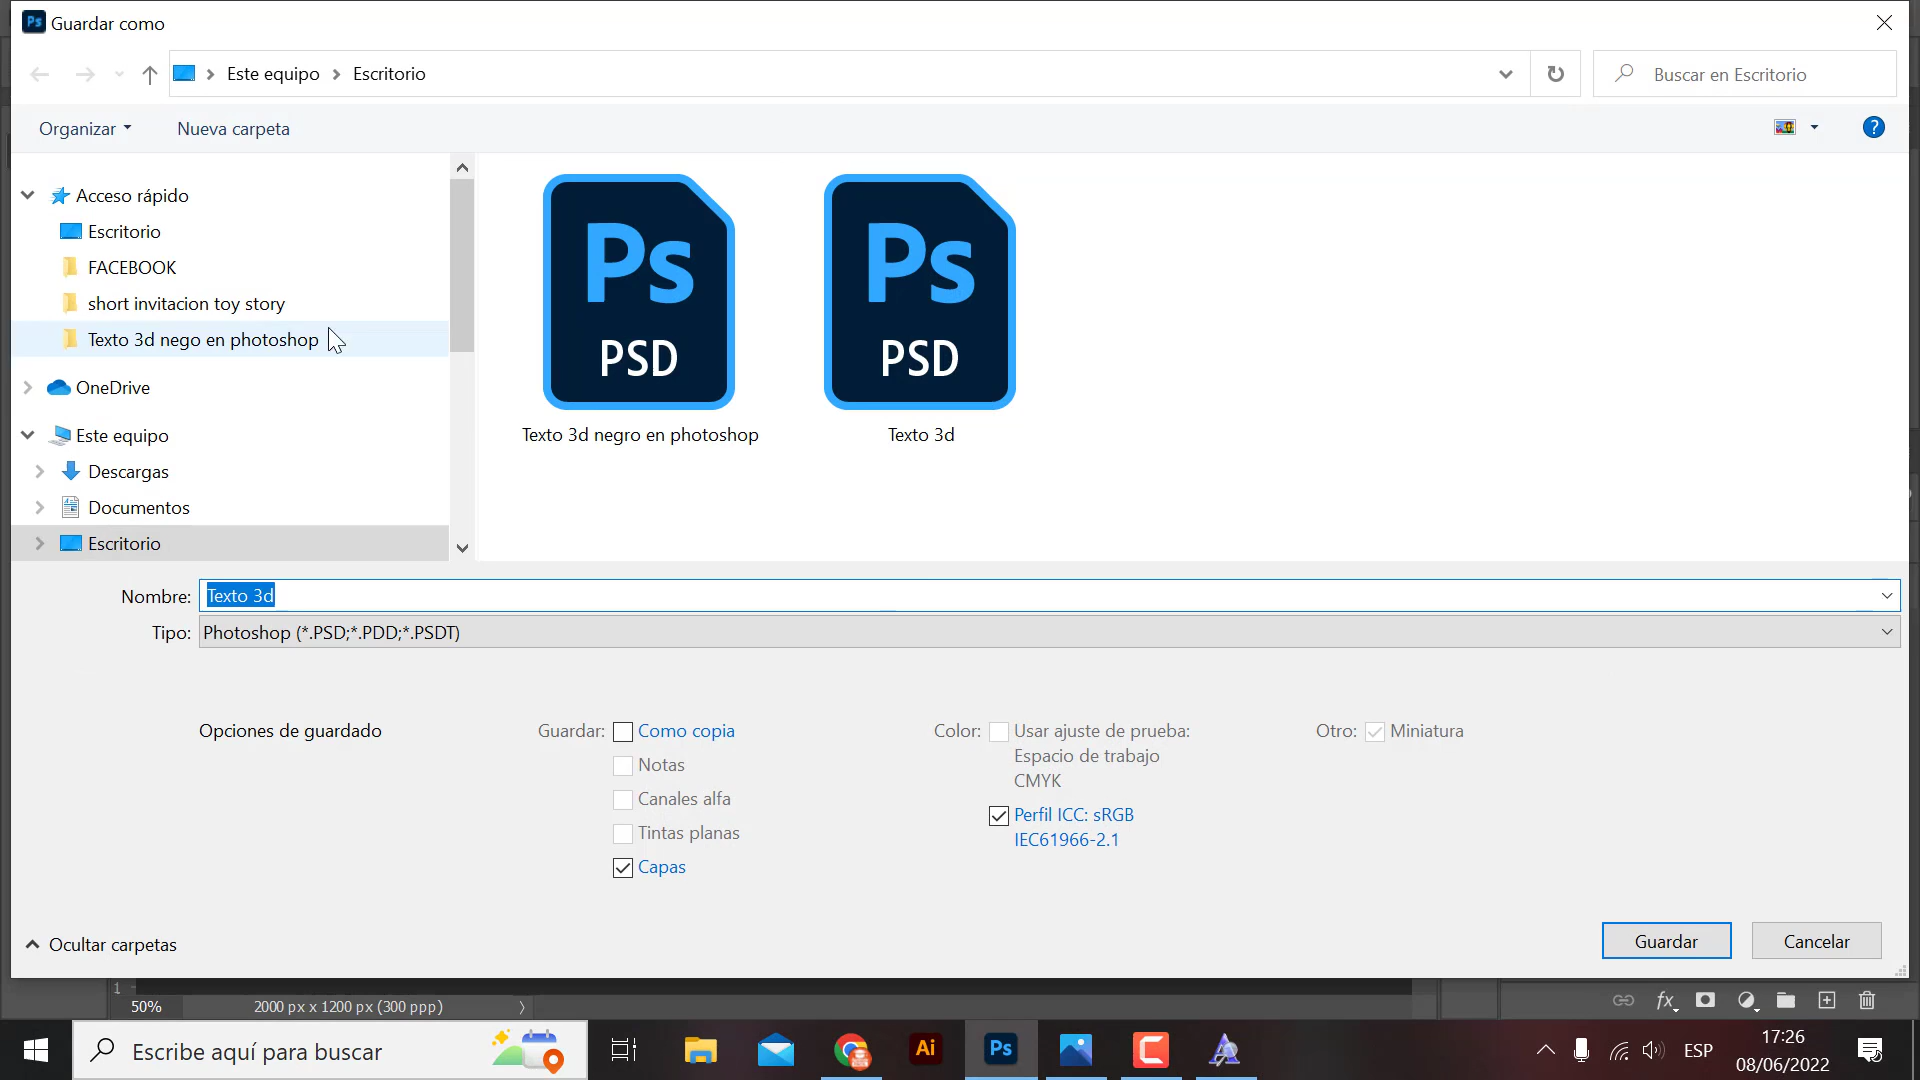 Ps Guardar como
Este equipo > Escritorio
Buscar en Escritorio
Organizar
Nueva carpeta
?
Acceso rápido
Escritorio
FACEBOOK
short invitacion toy story
Texto 3d nego en photoshop
OneDrive
Este equipo
Descargas
Documentos
Escritorio
Ps
PSD
Texto 3d negro en photoshop
Ps
PSD
Texto 3d
Nombre: Texto 3d
Tipo: Photoshop (*.PSD;*.PDD;*.PSDT)
Opciones de guardado
Guardar: Como copia
Notas
Canales alfa
Tintas planas
Capas
Color: Usar ajuste de prueba:
Espacio de trabajo
CMYK
Perfil ICC: sRGB
IEC61966-2.1
Otro: Miniatura
Ocultar carpetas
Guardar
Cancelar
1
50%
2000 px x 1200 px (300 ppp)
fx
Escribe aquí para buscar
Ai
Ps
ESP
17:26
08/06/2022